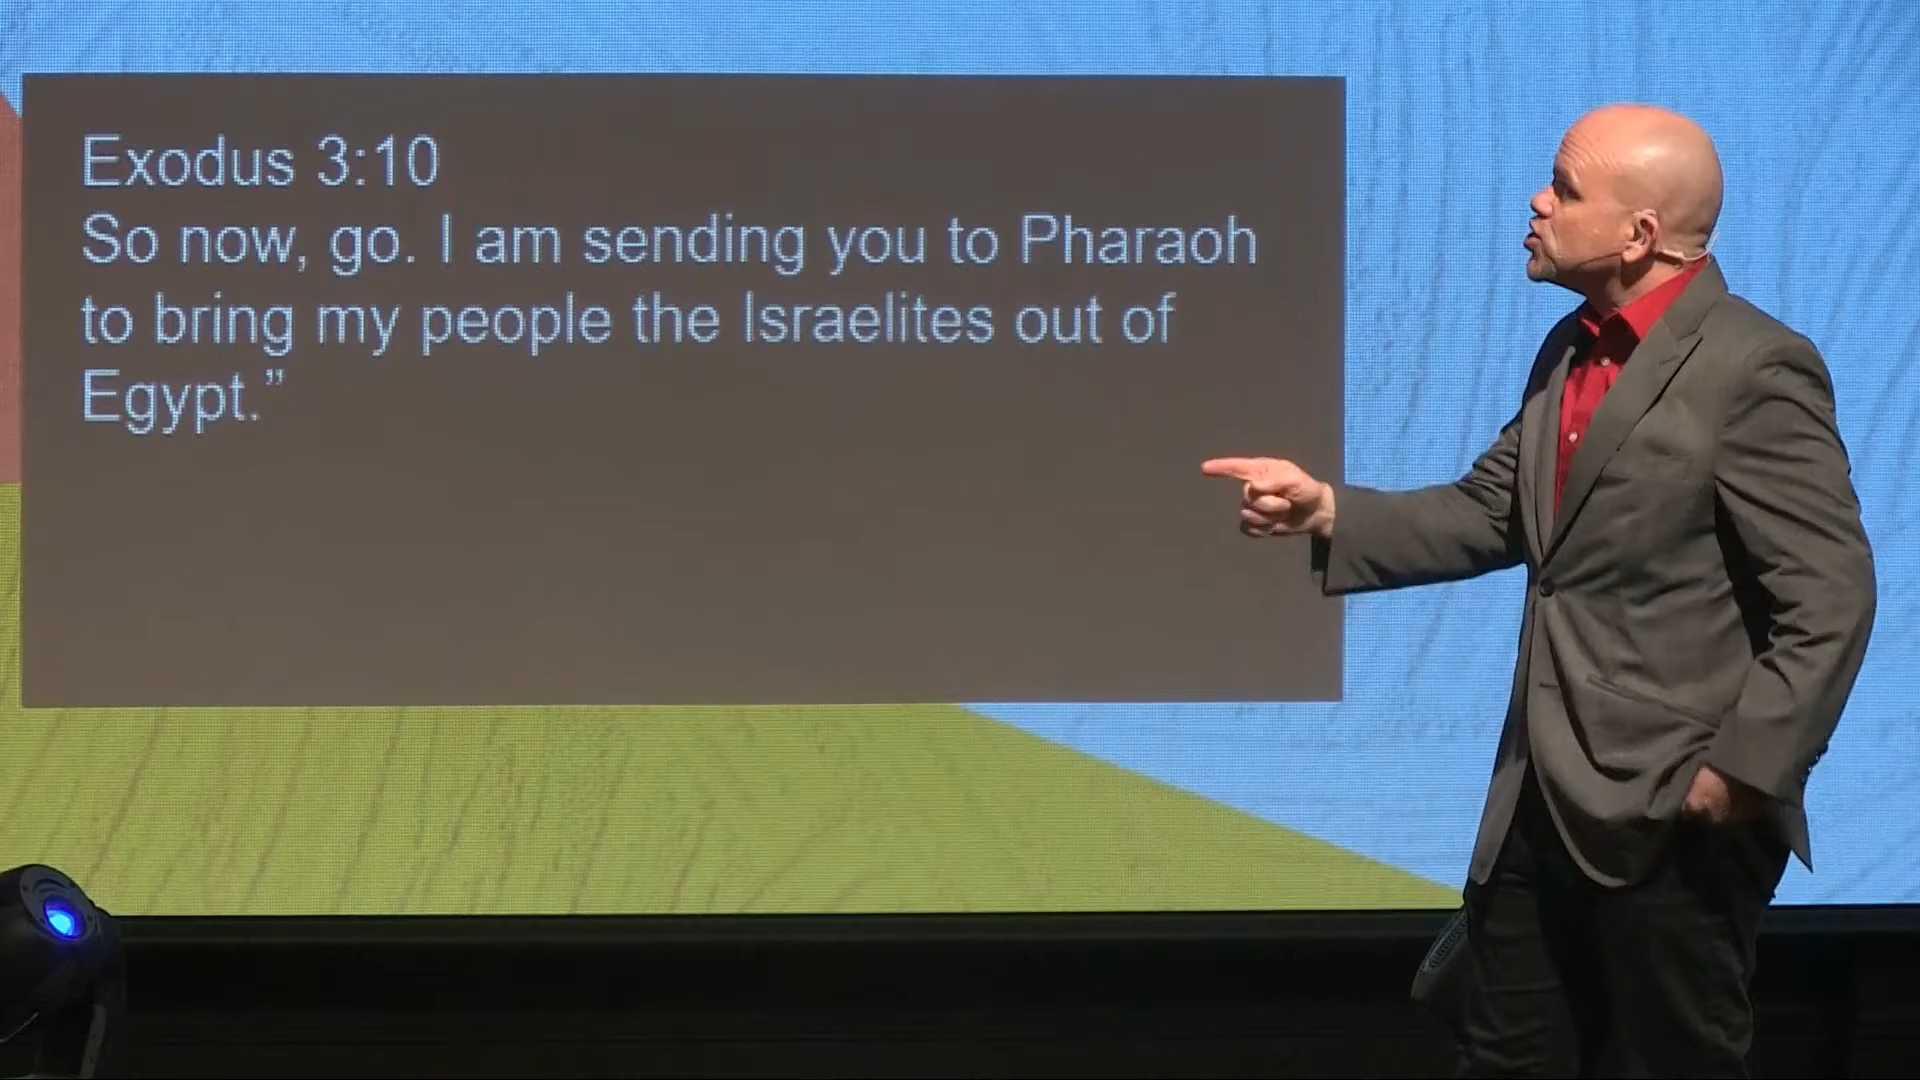 Exodus 3:10
So now, go. I am sending you to Pharaoh
to bring my people the Israelites out of
Egypt.”